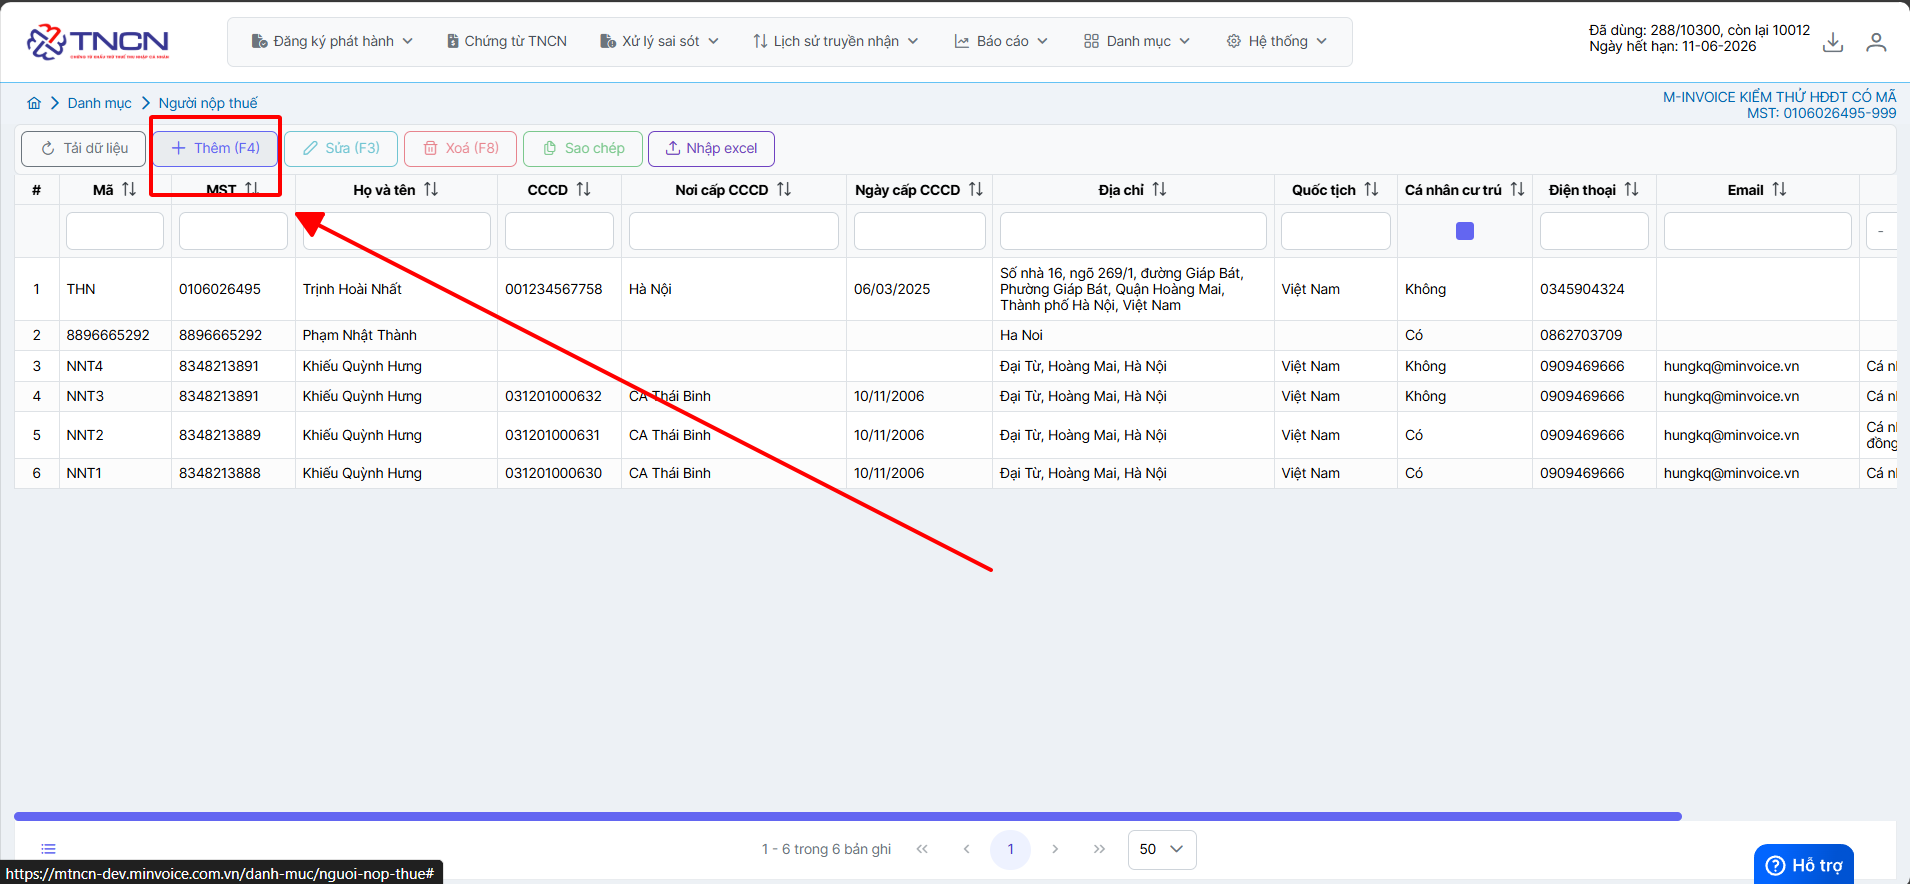 TNCN
CHỨNG TỪ KHẤU TRỪ THUẾ THU NHẬP CÁ NHÂN
Đăng ký phát hành
Chứng từ TNCN
Xử lý sai sót
Lịch sử truyền nhận
Báo cáo
Danh mục
Hệ thống
Đã dùng: 288/10300, còn lại 10012
Ngày hết hạn: 11-06-2026
Danh mục
Người nộp thuế
M-INVOICE KIỂM THỬ HĐĐT CÓ MÃ
MST: 0106026495-999
Tải dữ liệu
Thêm (F4)
Sửa (F3)
Xoá (F8)
Sao chép
Nhập excel
# Mã MST Họ và tên CCCD Nơi cấp CCCD Ngày cấp CCCD Địa chỉ Quốc tịch Cá nhân cư trú Điện thoại Email
-
1 THN 0106026495 Trịnh Hoài Nhất 001234567758 Hà Nội 06/03/2025 Số nhà 16, ngõ 269/1, đường Giáp Bát,
Phường Giáp Bát, Quận Hoàng Mai,
Thành phố Hà Nội, Việt Nam
Việt Nam Không 0345904324
2 8896665292 8896665292 Phạm Nhật Thành Ha Noi Có 0862703709
3 NNT4 8348213891 Khiếu Quỳnh Hưng Đại Từ, Hoàng Mai, Hà Nội Việt Nam Không 0909469666 hungkq@minvoice.vn Cá nh
4 NNT3 8348213891 Khiếu Quỳnh Hưng 031201000632 CA Thái Bình 10/11/2006 Đại Từ, Hoàng Mai, Hà Nội Việt Nam Không 0909469666 hungkq@minvoice.vn Cá nh
5 NNT2 8348213889 Khiếu Quỳnh Hưng 031201000631 CA Thái Bình 10/11/2006 Đại Từ, Hoàng Mai, Hà Nội Việt Nam Có 0909469666 hungkq@minvoice.vn Cá nh
đồng
6 NNT1 8348213888 Khiếu Quỳnh Hưng 031201000630 CA Thái Bình 10/11/2006 Đại Từ, Hoàng Mai, Hà Nội Việt Nam Có 0909469666 hungkq@minvoice.vn Cá nh
1 - 6 trong 6 bản ghi
1
50
Hỗ trợ
https://mtncn-dev.minvoice.com.vn/danh-muc/nguoi-nop-thue#